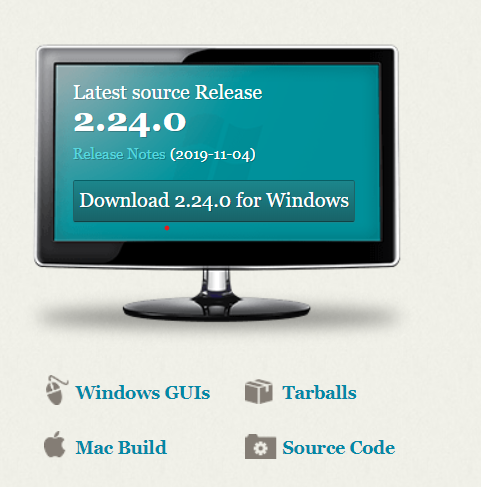 Latest source Release
2.24.0
Release Notes (2019-11-04)
Download 2.24.0 for Windows
Windows GUIs
Tarballs
Mac Build
Source Code